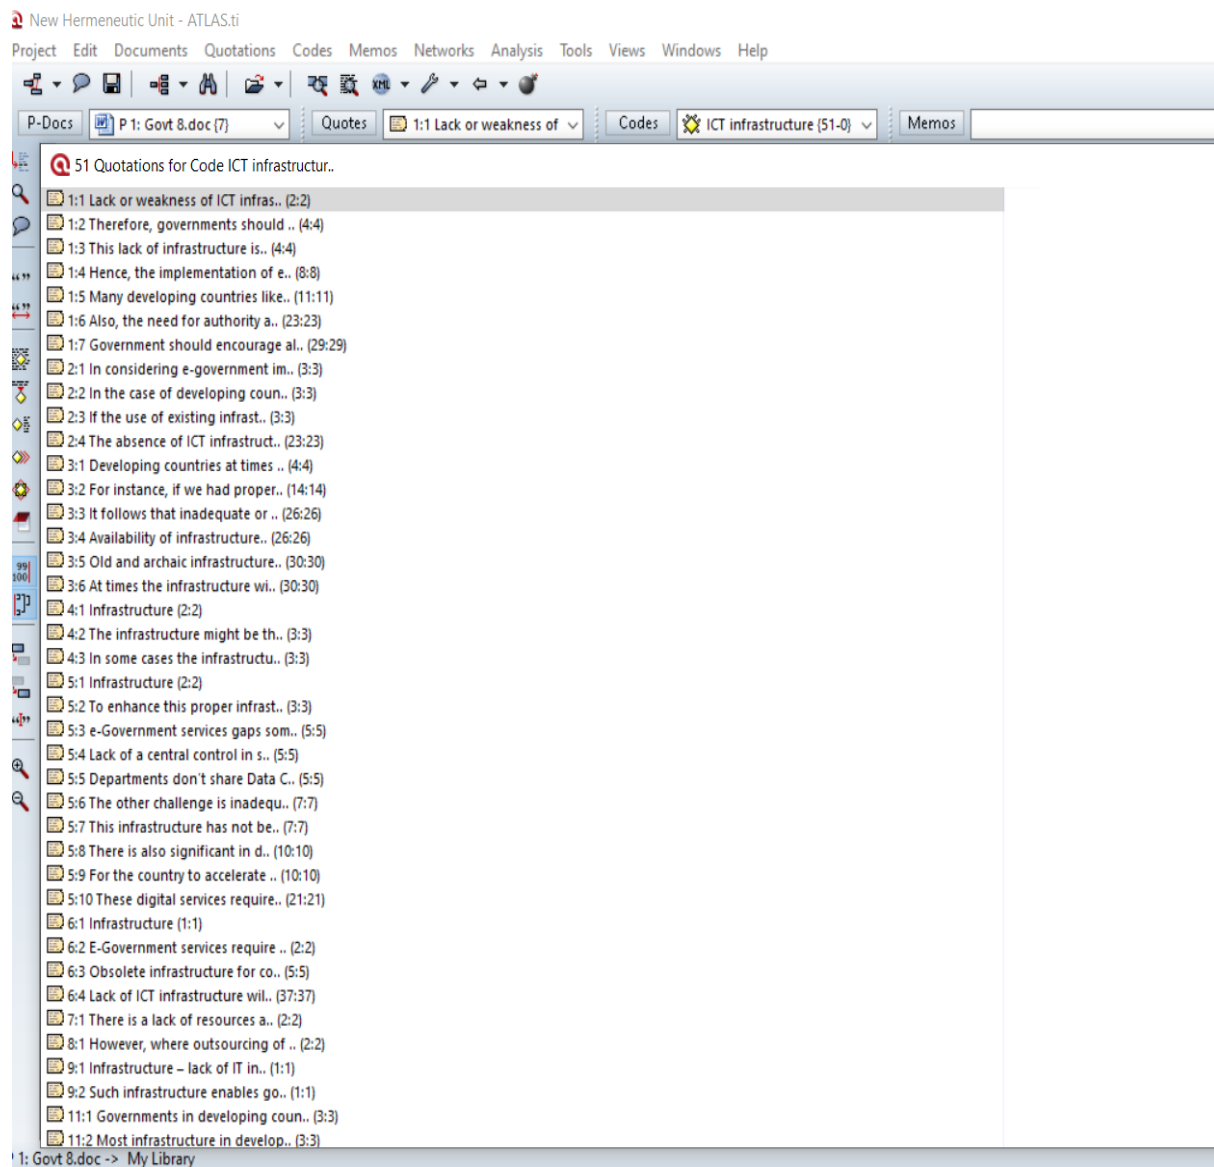 New Hermeneutic Unit - ATLAS.ti
Project Edit Documents Quotations Codes Memos Networks Analysis Tools Views Windows Help
XML
P-Docs P 1: Govt 8.doc {7} Quotes 1:1 Lack or weakness of Codes ICT infrastructure {51-0} Memos
51 Quotations for Code ICT infrastructur..
1:1 Lack or weakness of ICT infras.. (2:2)
1:2 Therefore, governments should .. (4:4)
1:3 This lack of infrastructure is.. (4:4)
1:4 Hence, the implementation of e.. (8:8)
1:5 Many developing countries like.. (11:11)
1:6 Also, the need for authority a.. (23:23)
1:7 Government should encourage al.. (29:29)
2:1 In considering e-government im.. (3:3)
2:2 In the case of developing coun.. (3:3)
2:3 If the use of existing infrast.. (3:3)
2:4 The absence of ICT infrastruct.. (23:23)
3:1 Developing countries at times .. (4:4)
3:2 For instance, if we had proper.. (14:14)
3:3 It follows that inadequate or .. (26:26)
3:4 Availability of infrastructure.. (26:26)
3:5 Old and archaic infrastructure.. (30:30)
3:6 At times the infrastructure wi.. (30:30)
4:1 Infrastructure (2:2)
4:2 The infrastructure might be th.. (3:3)
4:3 In some cases the infrastructu.. (3:3)
5:1 Infrastructure (2:2)
5:2 To enhance this proper infrast.. (3:3)
5:3 e-Government services gaps som.. (5:5)
5:4 Lack of a central control in s.. (5:5)
5:5 Departments don't share Data C.. (5:5)
5:6 The other challenge is inadequ.. (7:7)
5:7 This infrastructure has not be.. (7:7)
5:8 There is also significant in d.. (10:10)
5:9 For the country to accelerate .. (10:10)
5:10 These digital services require.. (21:21)
6:1 Infrastructure (1:1)
6:2 E-Government services require .. (2:2)
6:3 Obsolete infrastructure for co.. (5:5)
6:4 Lack of ICT infrastructure wil.. (37:37)
7:1 There is a lack of resources a.. (2:2)
8:1 However, where outsourcing of .. (2:2)
9:1 Infrastructure – lack of IT in.. (1:1)
9:2 Such infrastructure enables go.. (1:1)
11:1 Governments in developing coun.. (3:3)
11:2 Most infrastructure in develop.. (3:3)
99
100
1: Govt 8.doc -> My Library